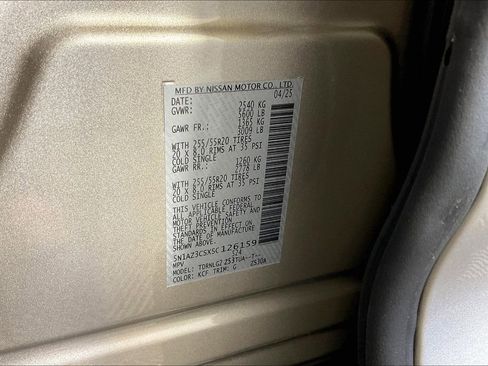 MFD BY NISSAN MOTOR CO., LTD.
DATE: 04/25
GVWR: 2540 KG
5600 LB
GAWR FR.: 1365 KG
3009 LB
WITH 255/55R20 TIRES
20 X 8.0 RIMS AT 35 PSI
COLD SINGLE
GAWR RR.: 1260 KG
2778 LB
WITH 255/55R20 TIRES
20 X 8.0 RIMS AT 35 PSI
COLD SINGLE
THIS VEHICLE CONFORMS TO
ALL APPLICABLE FEDERAL
MOTOR VEHICLE SAFETY AND
THEFT PREVENTION
STANDARDS IN EFFECT ON
THE DATE OF MANUFACTURE
SHOWN ABOVE.
5N1AZ3CSXSC126159
MPV
MODEL: TDRNLGZ
COLOR: KCF TRIM: G